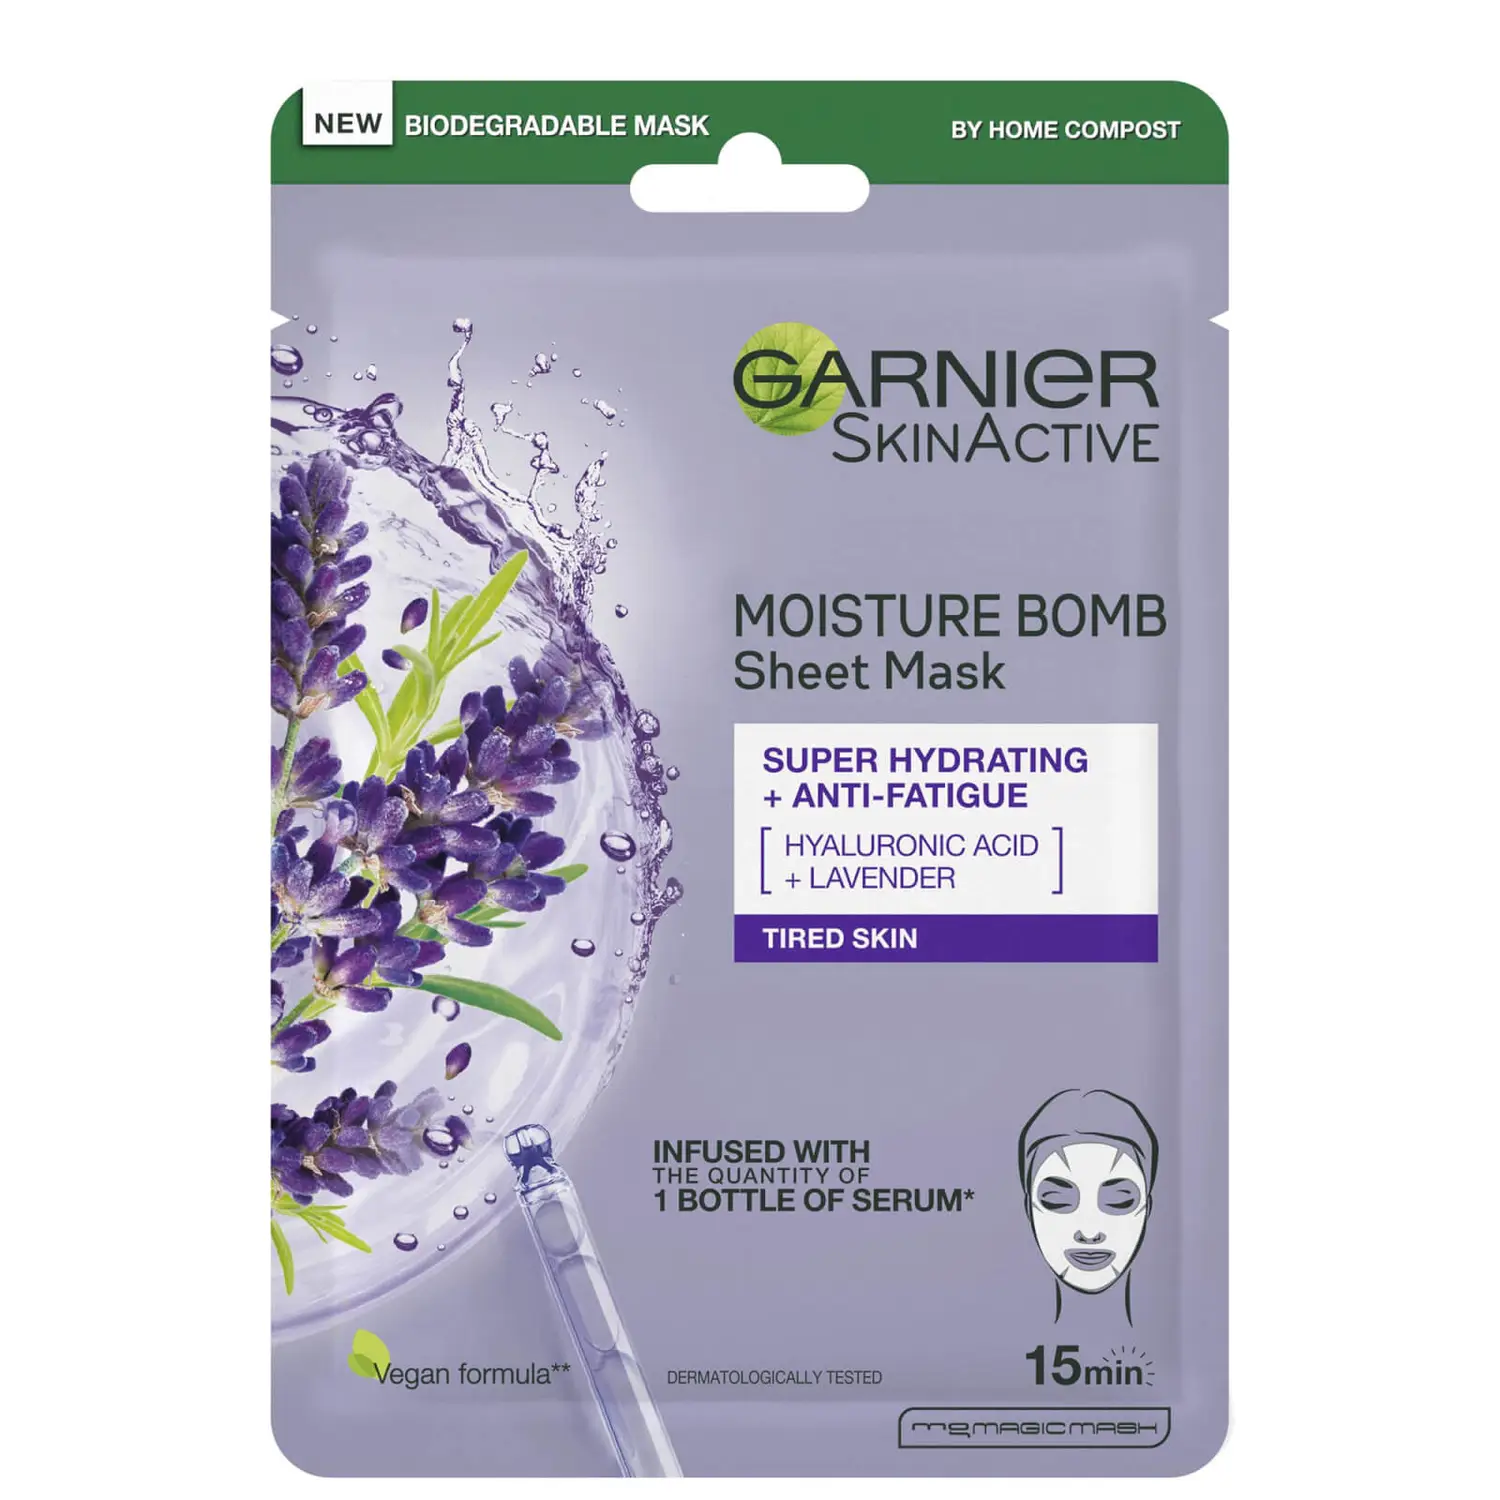 NEW BIODEGRADABLE MASK
BY HOME COMPOST
GARNIER
SKINACTIVE
MOISTURE BOMB
Sheet Mask
SUPER HYDRATING
+ ANTI-FATIGUE
[ HYALURONIC ACID
+ LAVENDER ]
TIRED SKIN
INFUSED WITH
THE QUANTITY OF
1 BOTTLE OF SERUM*
Vegan formula**
DERMATOLOGICALLY TESTED
15min
mg MAGIC MASK